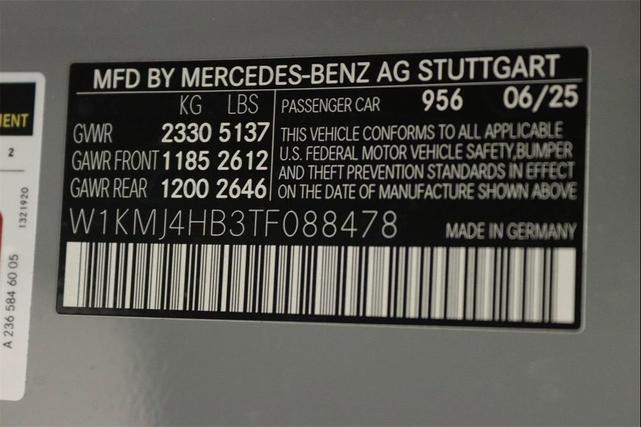 MFD BY MERCEDES-BENZ AG STUTTGART
KG LBS
GVWR 2330 5137
GAWR FRONT 1185 2612
GAWR REAR 1200 2646
PASSENGER CAR 956 06/25
THIS VEHICLE CONFORMS TO ALL APPLICABLE
U.S. FEDERAL MOTOR VEHICLE SAFETY,BUMPER
AND THEFT PREVENTION STANDARDS IN EFFECT
ON THE DATE OF MANUFACTURE SHOWN ABOVE
W1KMJ4HB3TF088478
MADE IN GERMANY
2
1321920
A 236 584 60 05